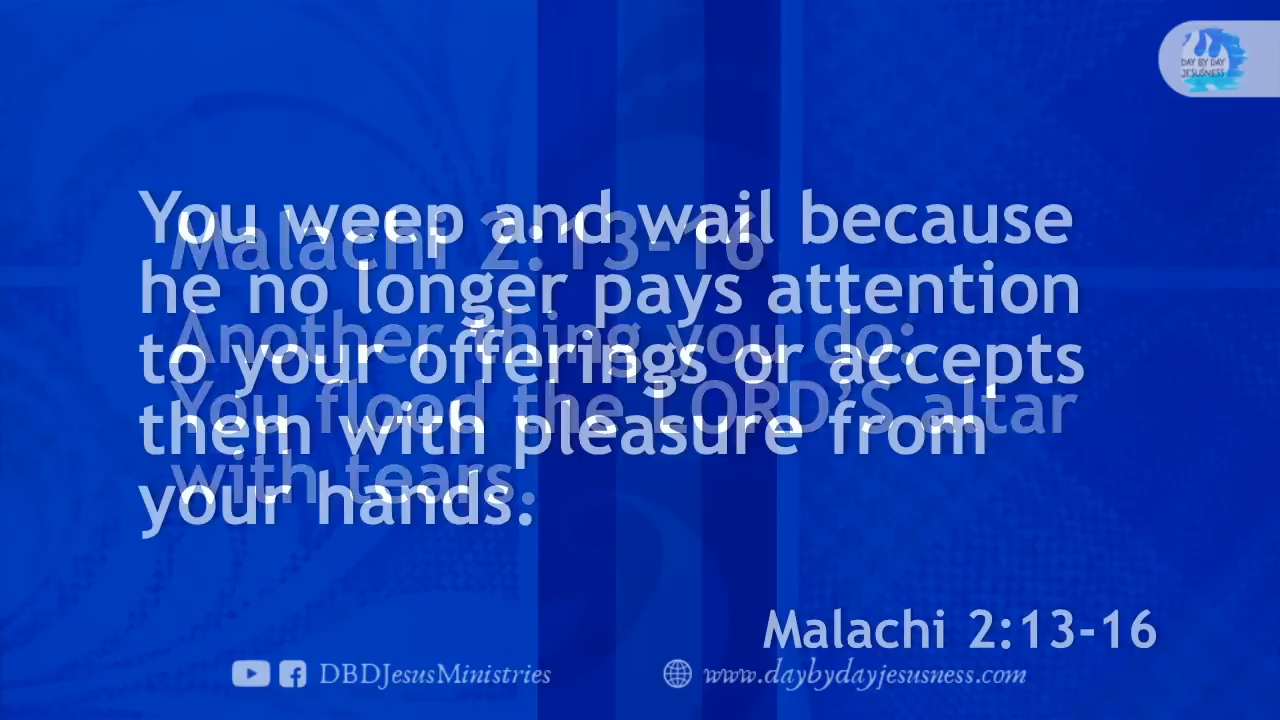 DAY BY DAY
JESUSNESS
You weep and wail because
he no longer pays attention
to your offerings or accepts
them with pleasure from
your hands.
Malachi 2:13-16
Another thing you do:
You flood the LORD'S altar
with tears.
Malachi 2:13-16
DBDJesusMinistries
www.daybydayjesusness.com